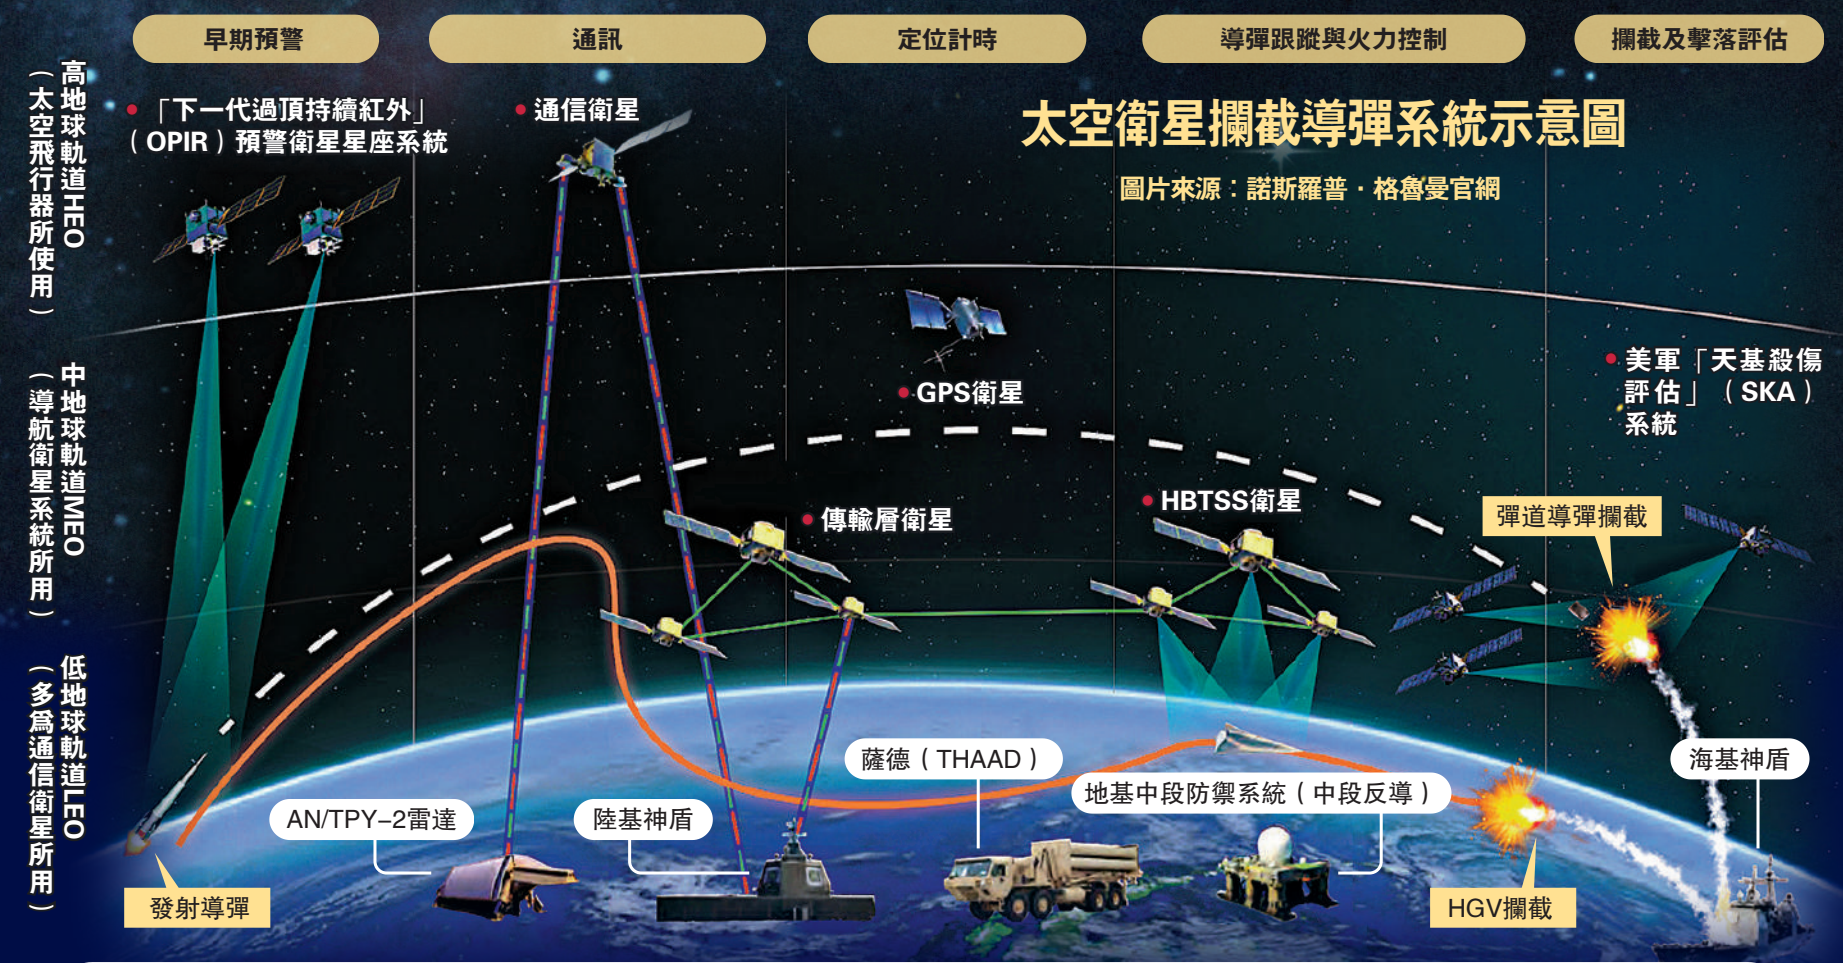 早期預警
通訊
定位計時
導彈跟蹤與火力控制
攔截及擊落評估
太空衛星攔截導彈系統示意圖
圖片來源：諾斯羅普·格魯曼官網
高地球軌道HEO
（太空飛行器所使用）
中地球軌道MEO
（導航衛星系統所用）
低地球軌道LEO
（多為通信衛星所用）
「下一代過頂持續紅外」
（OPIR）預警衛星星座系統
通信衛星
GPS衛星
美軍「天基殺傷
評估」（SKA）
系統
傳輸層衛星
HBTSS衛星
彈道導彈攔截
薩德（THAAD）
海基神盾
地基中段防禦系統（中段反導）
AN/TPY-2雷達
陸基神盾
發射導彈
HGV攔截